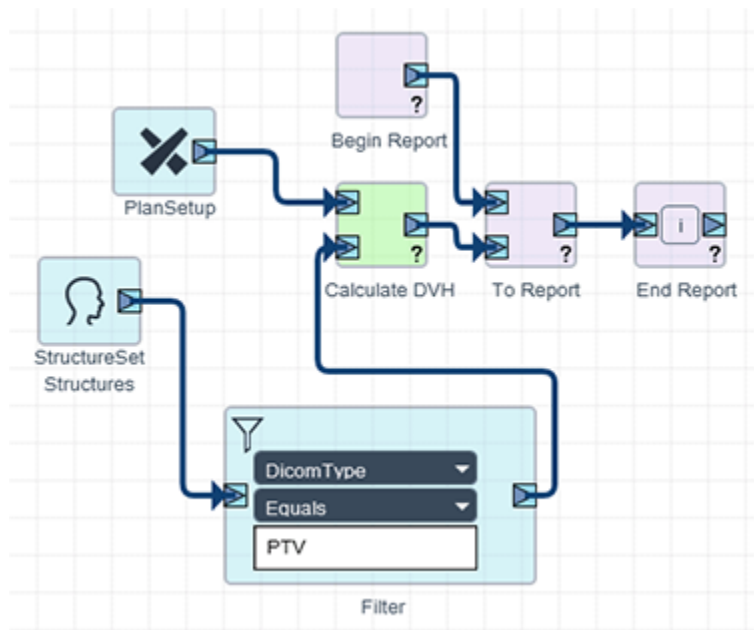 ?
Begin Report
PlanSetup
?
Calculate DVH
?
To Report
i
?
End Report
StructureSet
Structures
DicomType
Equals
PTV
Filter